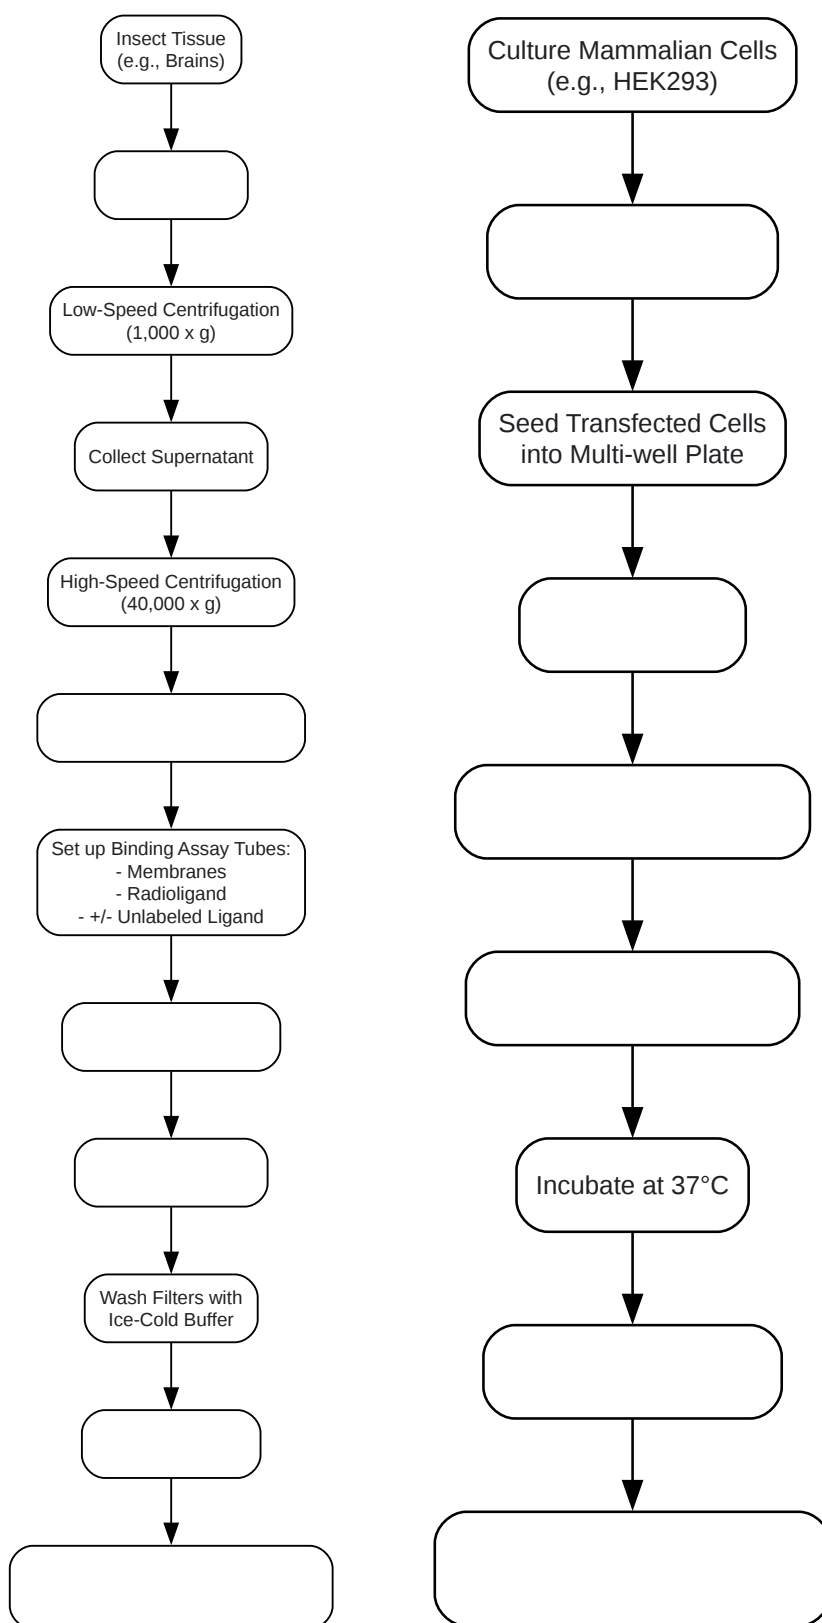 Insect Tissue
(e.g., Brains)
Low-Speed Centrifugation
(1,000 x g)
Collect Supernatant
High-Speed Centrifugation
(40,000 x g)
Set up Binding Assay Tubes:
- Membranes
- Radioligand
- +/- Unlabeled Ligand
Wash Filters with
Ice-Cold Buffer
Culture Mammalian Cells
(e.g., HEK293)
Seed Transfected Cells
into Multi-well Plate
Incubate at 37°C